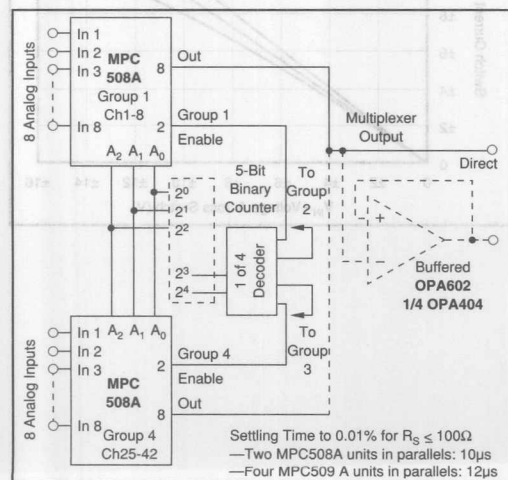 8 Analog Inputs
In 1
In 2
In 3
In 8
MPC
508A
Group 1
Ch1-8
8
2
A2 A1 A0
Out
Group 1
Enable
Multiplexer
Output
Direct
5-Bit
Binary
Counter
To
Group
2
2⁰
2¹
2²
2³
2⁴
1 of 4
Decoder
To
Group
3
Buffered
OPA602
1/4 OPA404
+
8 Analog Inputs
In 1
In 2
In 3
In 8
A2 A1 A0
MPC
508A
2
8
Group 4
Ch25-42
Group 4
Enable
Out
Settling Time to 0.01% for RS ≤ 100Ω
—Two MPC508A units in parallels: 10µs
—Four MPC509 A units in parallels: 12µs